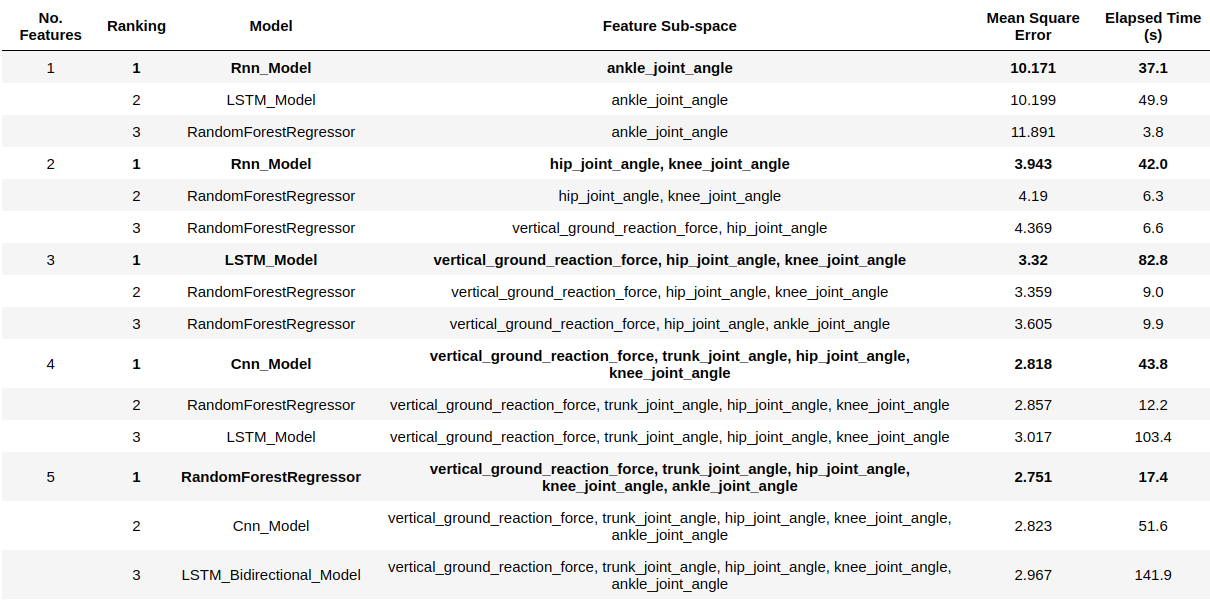 No. Features Ranking Model Feature Sub-space Mean Square Error Elapsed Time (s)
1 1 Rnn_Model ankle_joint_angle 10.171 37.1
2 LSTM_Model ankle_joint_angle 10.199 49.9
3 RandomForestRegressor ankle_joint_angle 11.891 3.8
2 1 Rnn_Model hip_joint_angle, knee_joint_angle 3.943 42.0
2 RandomForestRegressor hip_joint_angle, knee_joint_angle 4.19 6.3
3 RandomForestRegressor vertical_ground_reaction_force, hip_joint_angle 4.369 6.6
3 1 LSTM_Model vertical_ground_reaction_force, hip_joint_angle, knee_joint_angle 3.32 82.8
2 RandomForestRegressor vertical_ground_reaction_force, hip_joint_angle, knee_joint_angle 3.359 9.0
3 RandomForestRegressor vertical_ground_reaction_force, hip_joint_angle, ankle_joint_angle 3.605 9.9
4 1 Cnn_Model vertical_ground_reaction_force, trunk_joint_angle, hip_joint_angle, knee_joint_angle 2.818 43.8
2 RandomForestRegressor vertical_ground_reaction_force, trunk_joint_angle, hip_joint_angle, knee_joint_angle 2.857 12.2
3 LSTM_Model vertical_ground_reaction_force, trunk_joint_angle, hip_joint_angle, knee_joint_angle 3.017 103.4
5 1 RandomForestRegressor vertical_ground_reaction_force, trunk_joint_angle, hip_joint_angle, knee_joint_angle, ankle_joint_angle 2.751 17.4
2 Cnn_Model vertical_ground_reaction_force, trunk_joint_angle, hip_joint_angle, knee_joint_angle, ankle_joint_angle 2.823 51.6
3 LSTM_Bidirectional_Model vertical_ground_reaction_force, trunk_joint_angle, hip_joint_angle, knee_joint_angle, ankle_joint_angle 2.967 141.9